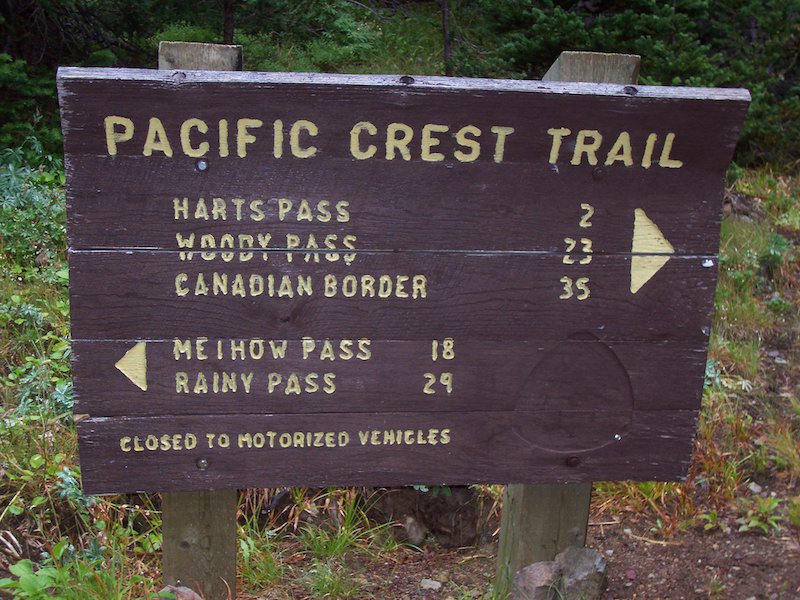 PACIFIC CREST TRAIL
HARTS PASS 2
WOODY PASS 23
CANADIAN BORDER 35
MEIHOW PASS 18
RAINY PASS 29
CLOSED TO MOTORIZED VEHICLES